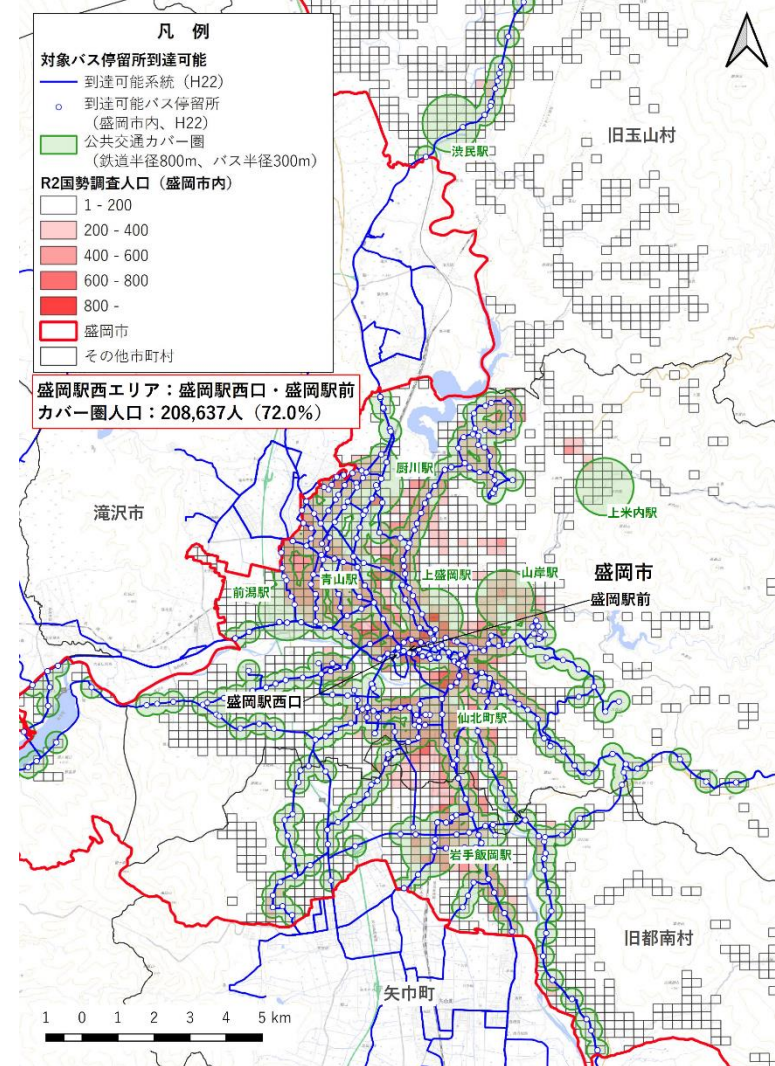 凡 例
対象バス停留所到達可能
到達可能系統（H22）
到達可能バス停留所
（盛岡市内、H22）
公共交通カバー圏
（鉄道半径800m、バス半径300m）
R2国勢調査人口（盛岡市内）
1 - 200
200 - 400
400 - 600
600 - 800
800 -
盛岡市
その他市町村
盛岡駅西エリア：盛岡駅西口・盛岡駅前
カバー圏人口：208,637人（72.0%）
旧玉山村
渋民駅
厨川駅
上米内駅
滝沢市
前潟駅
青山駅
上盛岡駅
山岸駅
盛岡市
盛岡駅前
盛岡駅西口
仙北町駅
岩手飯岡駅
旧都南村
矢巾町
1 0 1 2 3 4 5 km